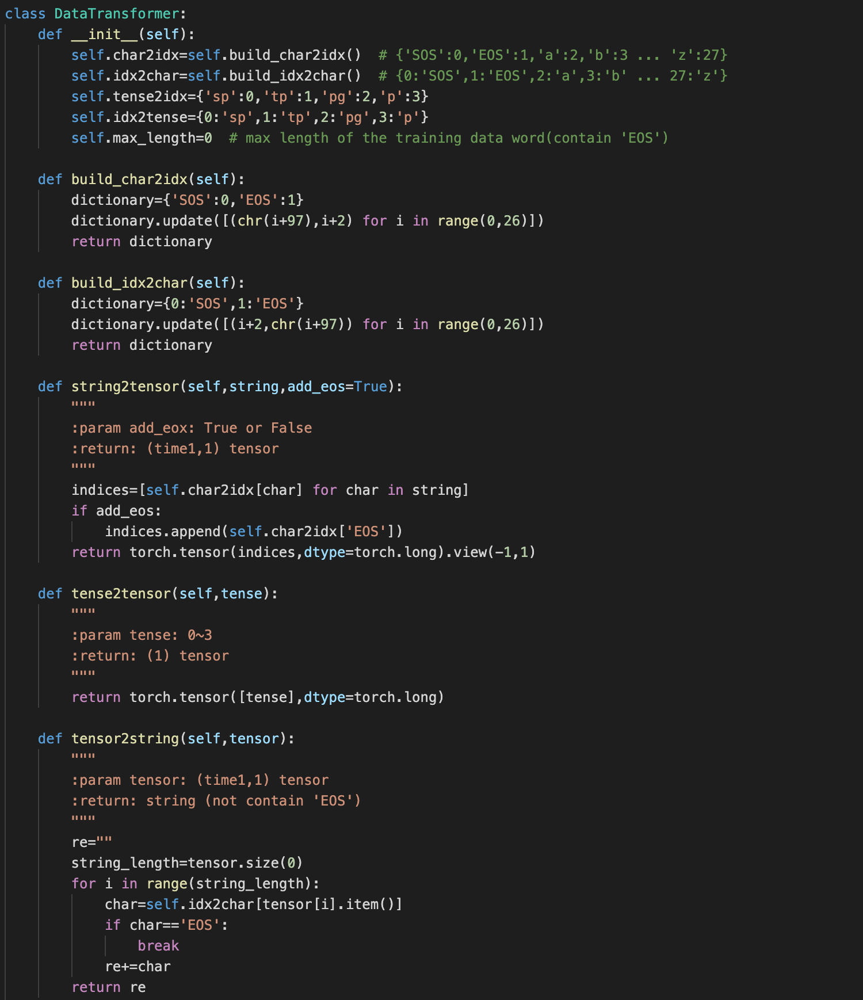 class DataTransformer:
    def __init__(self):
        self.char2idx=self.build_char2idx()  # {'SOS':0,'EOS':1,'a':2,'b':3 ... 'z':27}
        self.idx2char=self.build_idx2char()  # {0:'SOS',1:'EOS',2:'a',3:'b' ... 27:'z'}
        self.tense2idx={'sp':0,'tp':1,'pg':2,'p':3}
        self.idx2tense={0:'sp',1:'tp',2:'pg',3:'p'}
        self.max_length=0  # max length of the training data word(contain 'EOS')

    def build_char2idx(self):
        dictionary={'SOS':0,'EOS':1}
        dictionary.update([(chr(i+97),i+2) for i in range(0,26)])
        return dictionary

    def build_idx2char(self):
        dictionary={0:'SOS',1:'EOS'}
        dictionary.update([(i+2,chr(i+97)) for i in range(0,26)])
        return dictionary

    def string2tensor(self,string,add_eos=True):
        """
        :param add_eox: True or False
        :return: (time1,1) tensor
        """
        indices=[self.char2idx[char] for char in string]
        if add_eos:
            indices.append(self.char2idx['EOS'])
        return torch.tensor(indices,dtype=torch.long).view(-1,1)

    def tense2tensor(self,tense):
        """
        :param tense: 0~3
        :return: (1) tensor
        """
        return torch.tensor([tense],dtype=torch.long)

    def tensor2string(self,tensor):
        """
        :param tensor: (time1,1) tensor
        :return: string (not contain 'EOS')
        """
        re=""
        string_length=tensor.size(0)
        for i in range(string_length):
            char=self.idx2char[tensor[i].item()]
            if char=='EOS':
                break
            re+=char
        return re